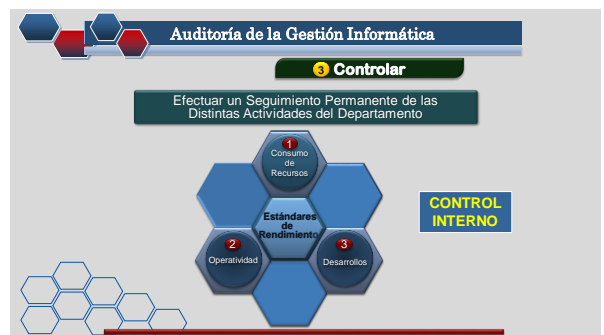 Auditoría de la Gestión Informática
3 Controlar
Efectuar un Seguimiento Permanente de las
Distintas Actividades del Departamento
1
Consumo
de
Recursos
Estándares
de
Rendimiento
2
Operatividad
3
Desarrollos
CONTROL
INTERNO